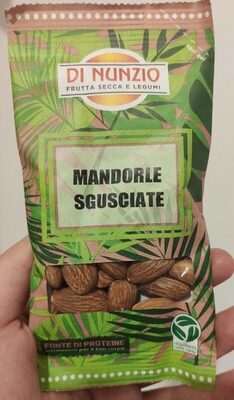 DI NUNZIO
FRUTTA SECCA E LEGUMI
MANDORLE
SGUSCIATE
FONTE DI PROTEINE